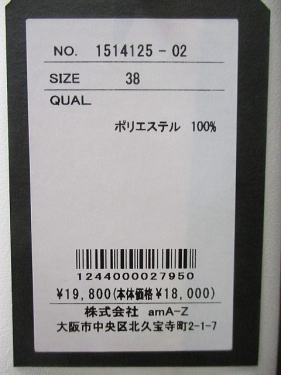 NO. 1514125-02
SIZE 38
QUAL.
ポリエステル 100%
1244000027950
¥19,800(本体価格¥18,000)
株式会社 amA-Z
大阪市中央区北久宝寺町2-1-7